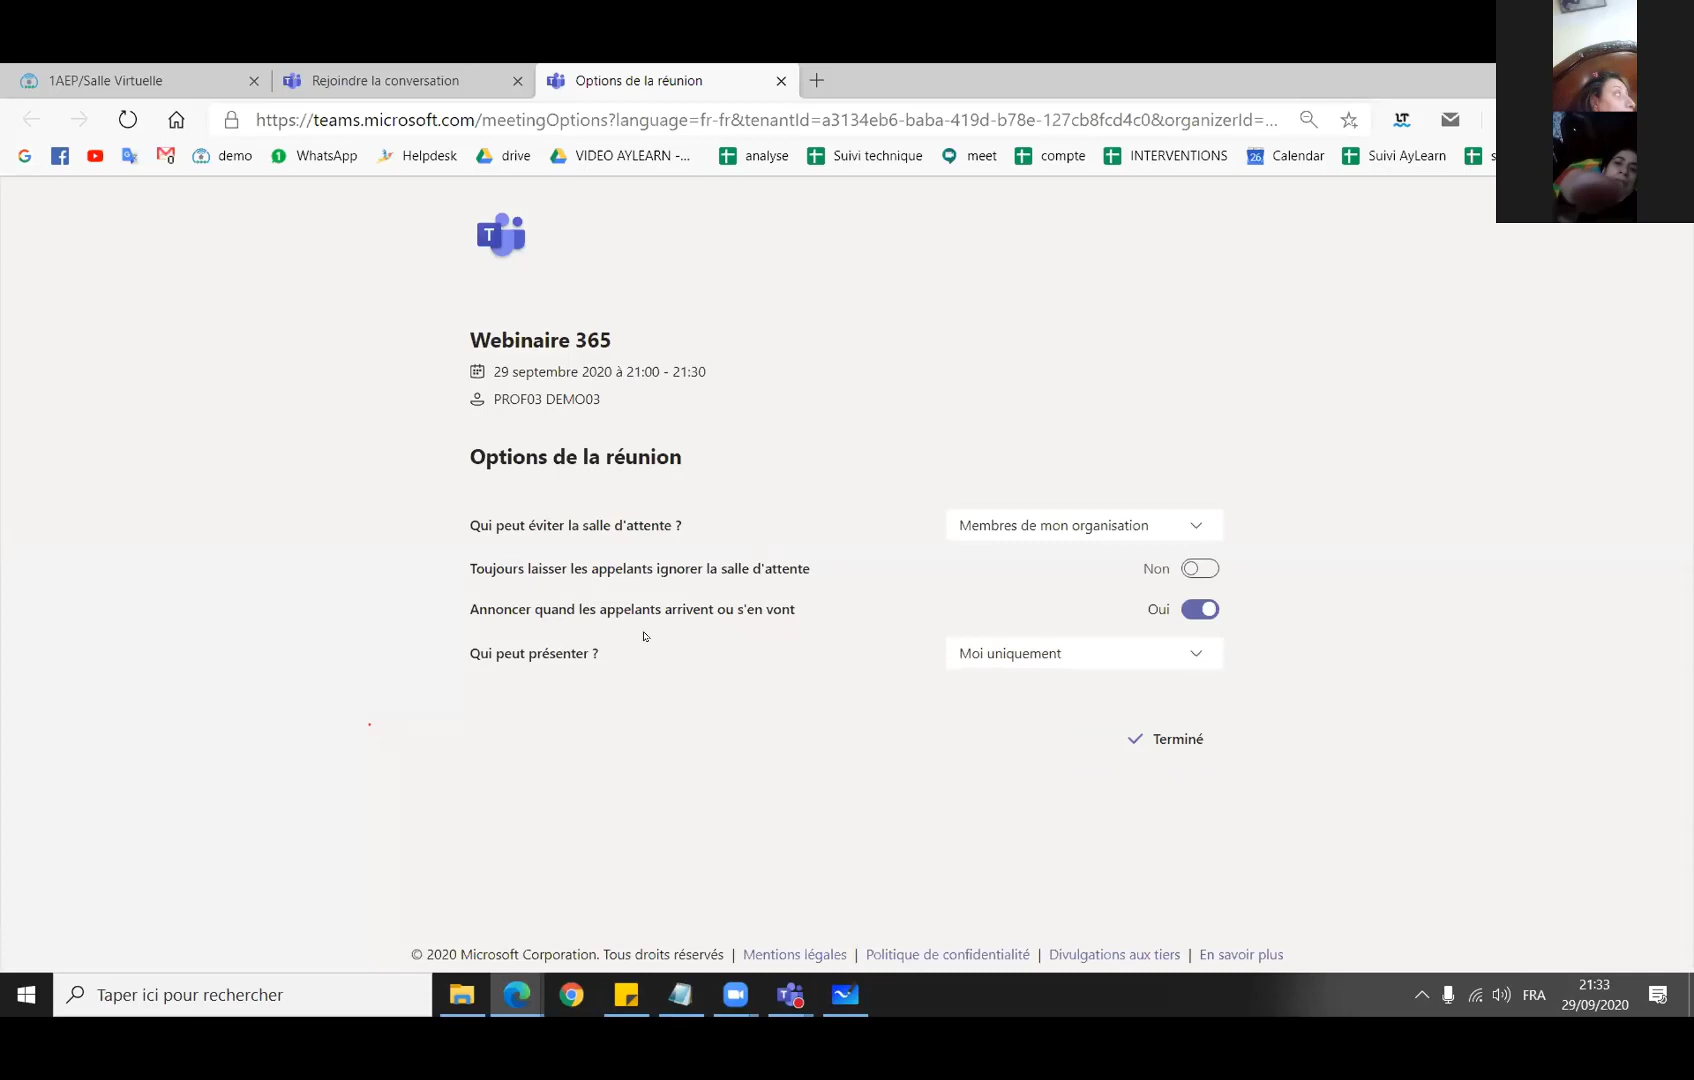 1AEP/Salle Virtuelle
Rejoindre la conversation
Options de la réunion
https://teams.microsoft.com/meetingOptions?language=fr-fr&tenantId=a3134eb6-baba-419d-b78e-127cb8fcd4c0&organizerId=...
demo
WhatsApp
Helpdesk
drive
VIDEO AYLEARN -...
analyse
Suivi technique
meet
compte
INTERVENTIONS
26 Calendar
Suivi AyLearn
s
T
Webinaire 365
29 septembre 2020 à 21:00 - 21:30
PROF03 DEMO03
Options de la réunion
Qui peut éviter la salle d'attente ? Membres de mon organisation
Toujours laisser les appelants ignorer la salle d'attente Non
Annoncer quand les appelants arrivent ou s'en vont Oui
Qui peut présenter ? Moi uniquement
Terminé
© 2020 Microsoft Corporation. Tous droits réservés | Mentions légales | Politique de confidentialité | Divulgations aux tiers | En savoir plus
Taper ici pour rechercher
FRA
21:33
29/09/2020